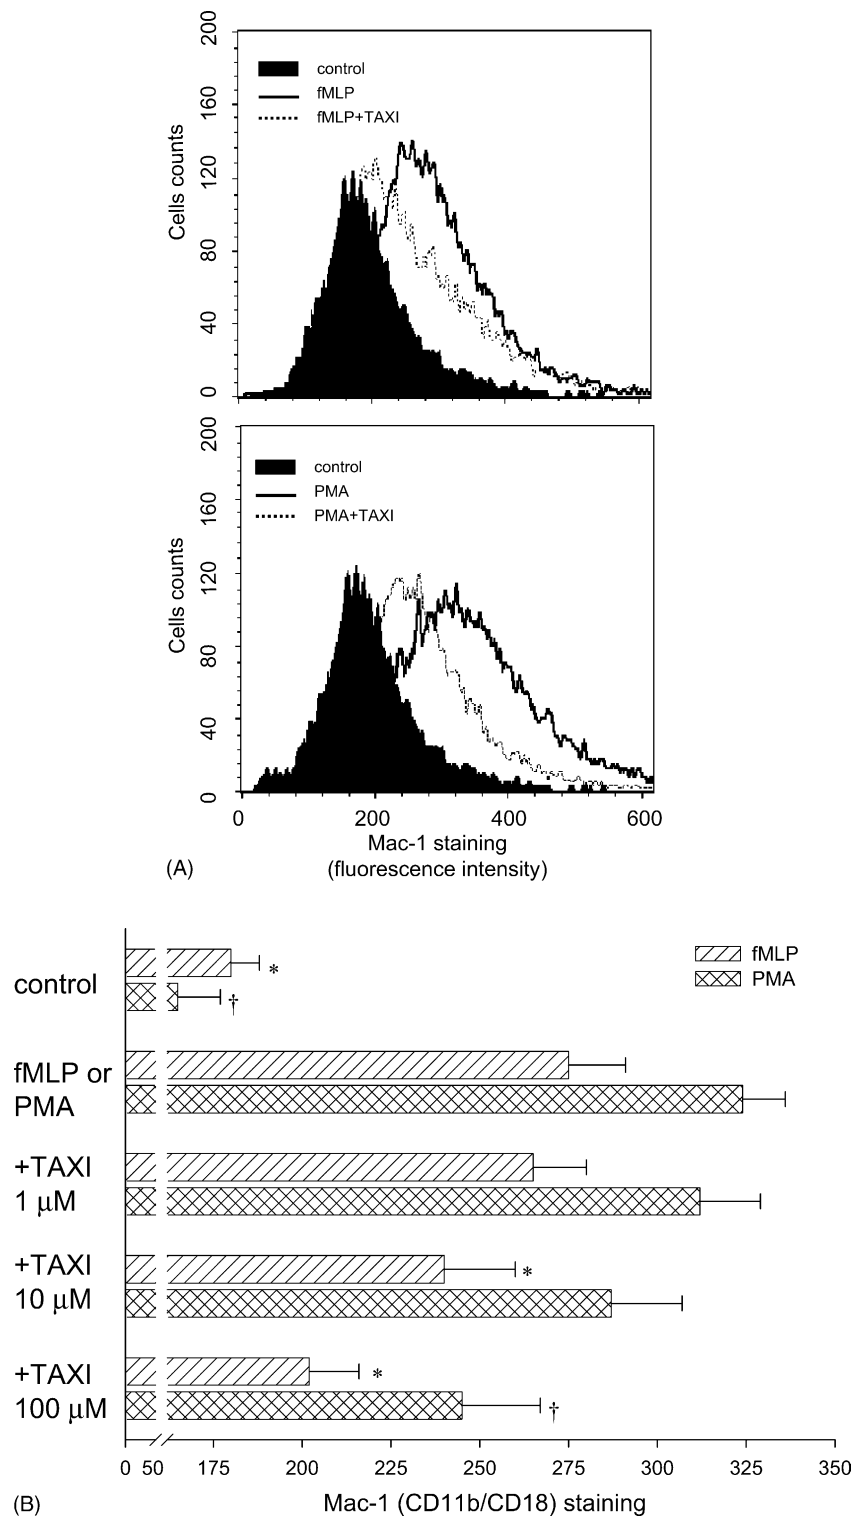 200
160
120
80
40
0
Cells counts
control
fMLP
fMLP+TAXI
200
160
120
80
40
0
Cells counts
control
PMA
PMA+TAXI
0 200 400 600
Mac-1 staining
(fluorescence intensity)
(A)
fMLP
PMA
control
*
†
fMLP or
PMA
+TAXI
1 µM
+TAXI
10 µM
*
+TAXI
100 µM
*
†
0 50 175 200 225 250 275 300 325 350
Mac-1 (CD11b/CD18) staining
(B)